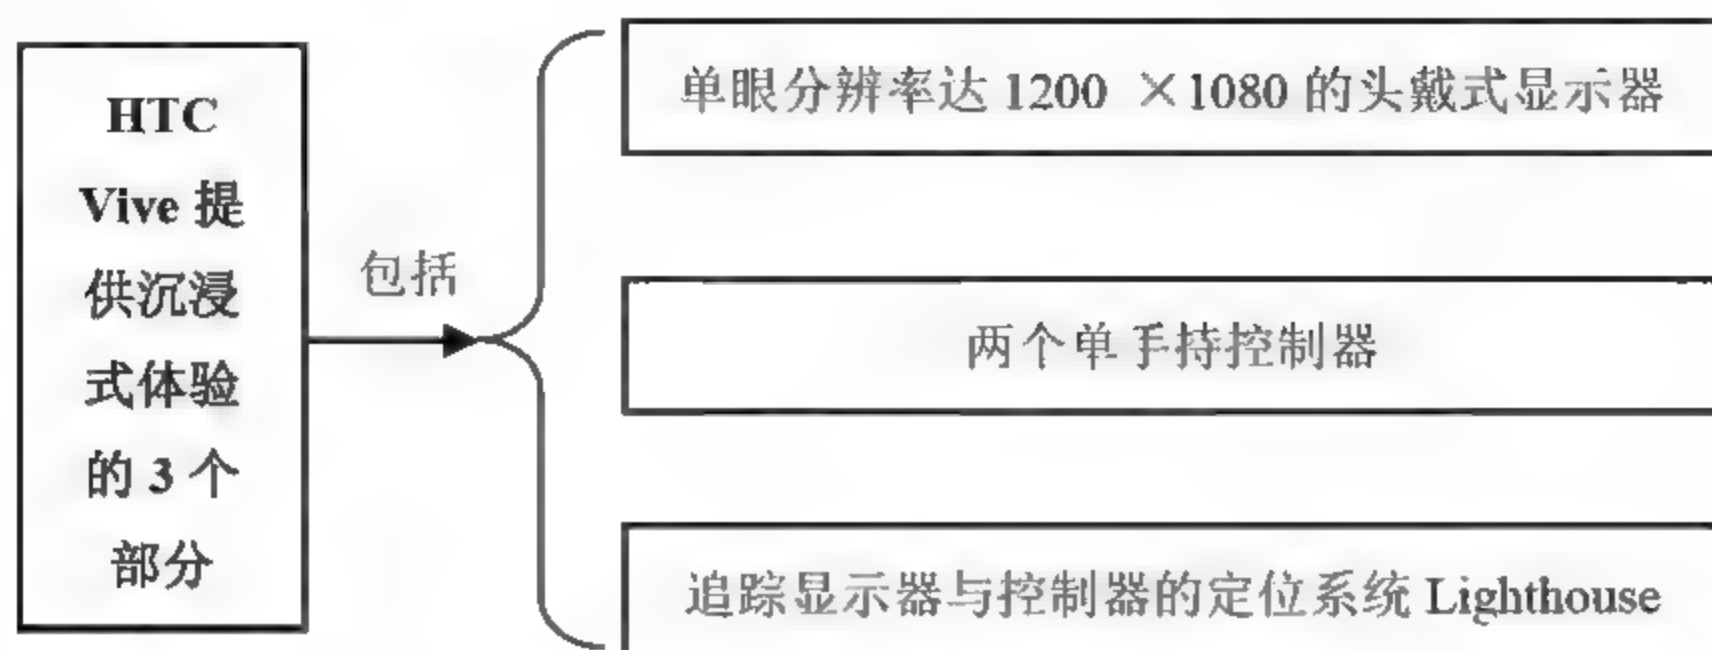 HTC
Vive 提
供沉浸
式体验
的 3 个
部分
包括
单眼分辨率达 1200 ×1080 的头戴式显示器
两个单手持控制器
追踪显示器与控制器的定位系统 Lighthouse